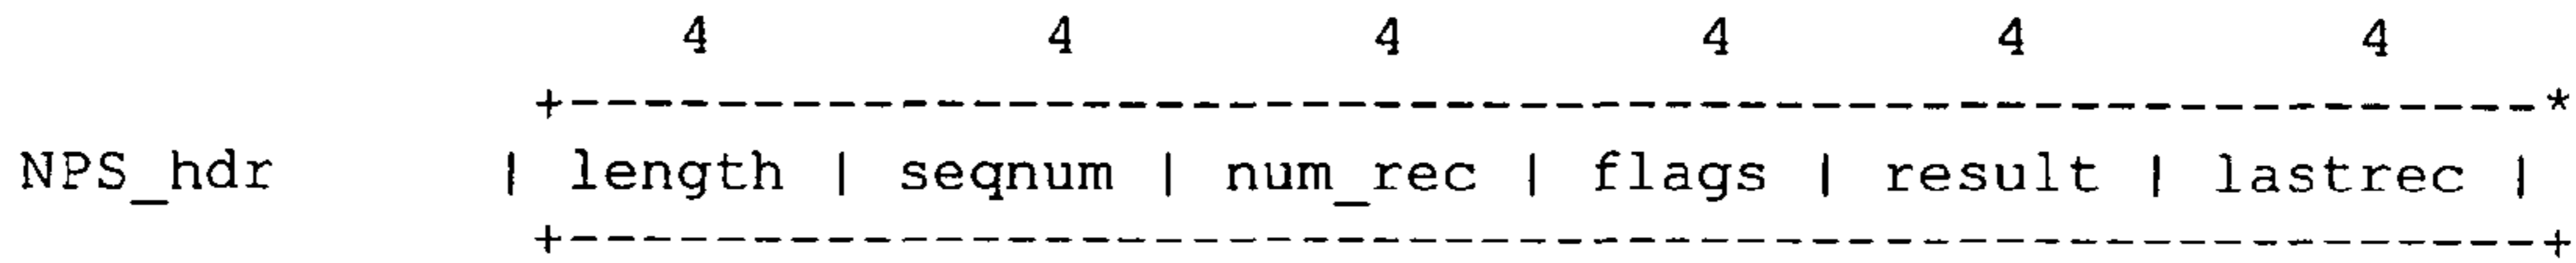 4 4 4 4 4 4
+------------------------------------------------------*
NPS_hdr | length | seqnum | num_rec | flags | result | lastrec |
+------------------------------------------------------+